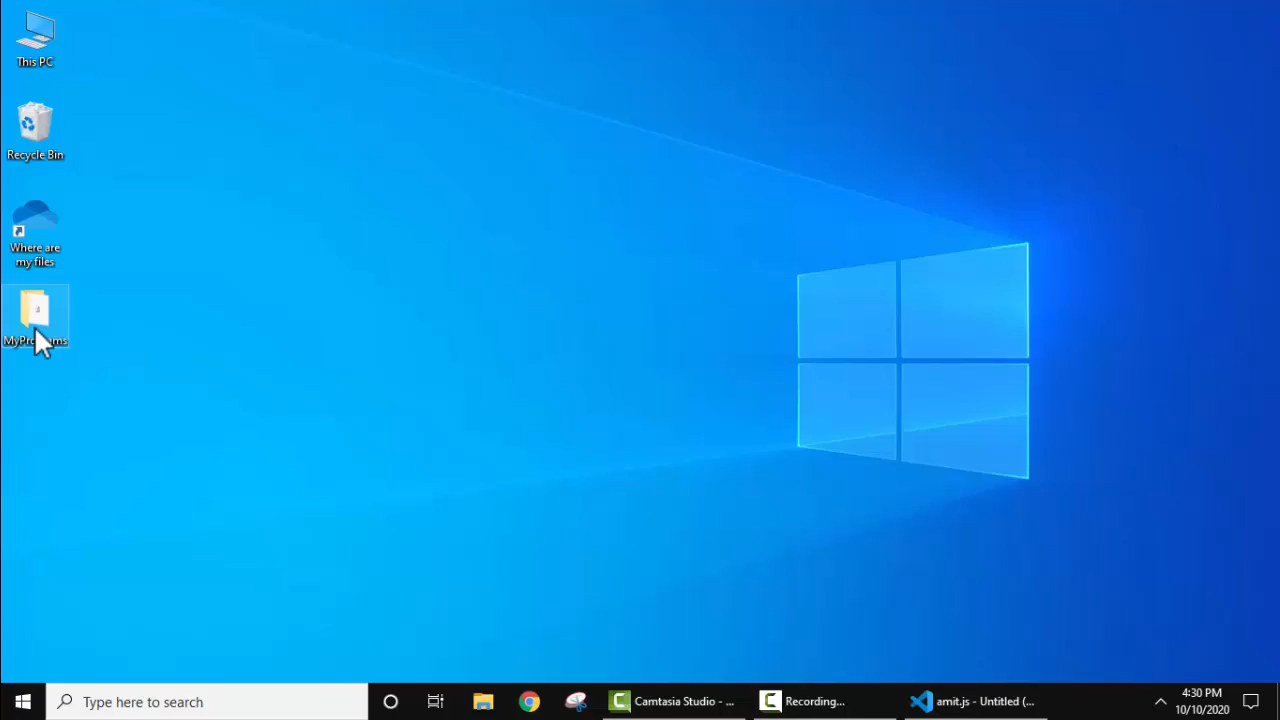 This PC
Recycle Bin
Where are
my files
Type here to search
Camtasia Studio - ...
Recording...
amit.js - Untitled (...
4:30 PM
10/10/2020